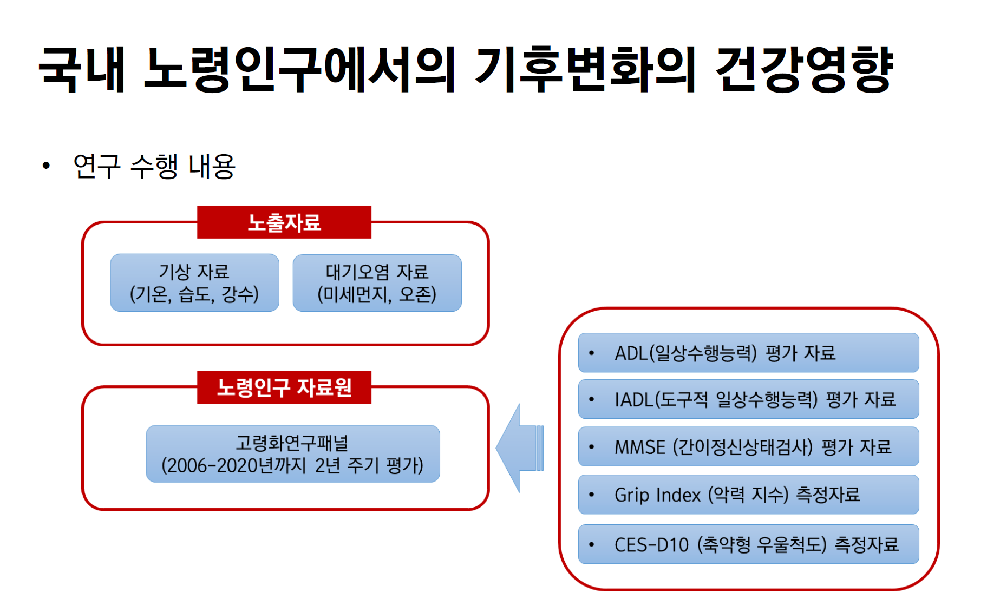 국내 노령인구에서의 기후변화의 건강영향
• 연구 수행 내용
노출자료
기상 자료
(기온, 습도, 강수)
대기오염 자료
(미세먼지, 오존)
노령인구 자료원
고령화연구패널
(2006-2020년까지 2년 주기 평가)
• ADL(일상수행능력) 평가 자료
• IADL(도구적 일상수행능력) 평가 자료
• MMSE (간이정신상태검사) 평가 자료
• Grip Index (악력 지수) 측정자료
• CES-D10 (축약형 우울척도) 측정자료